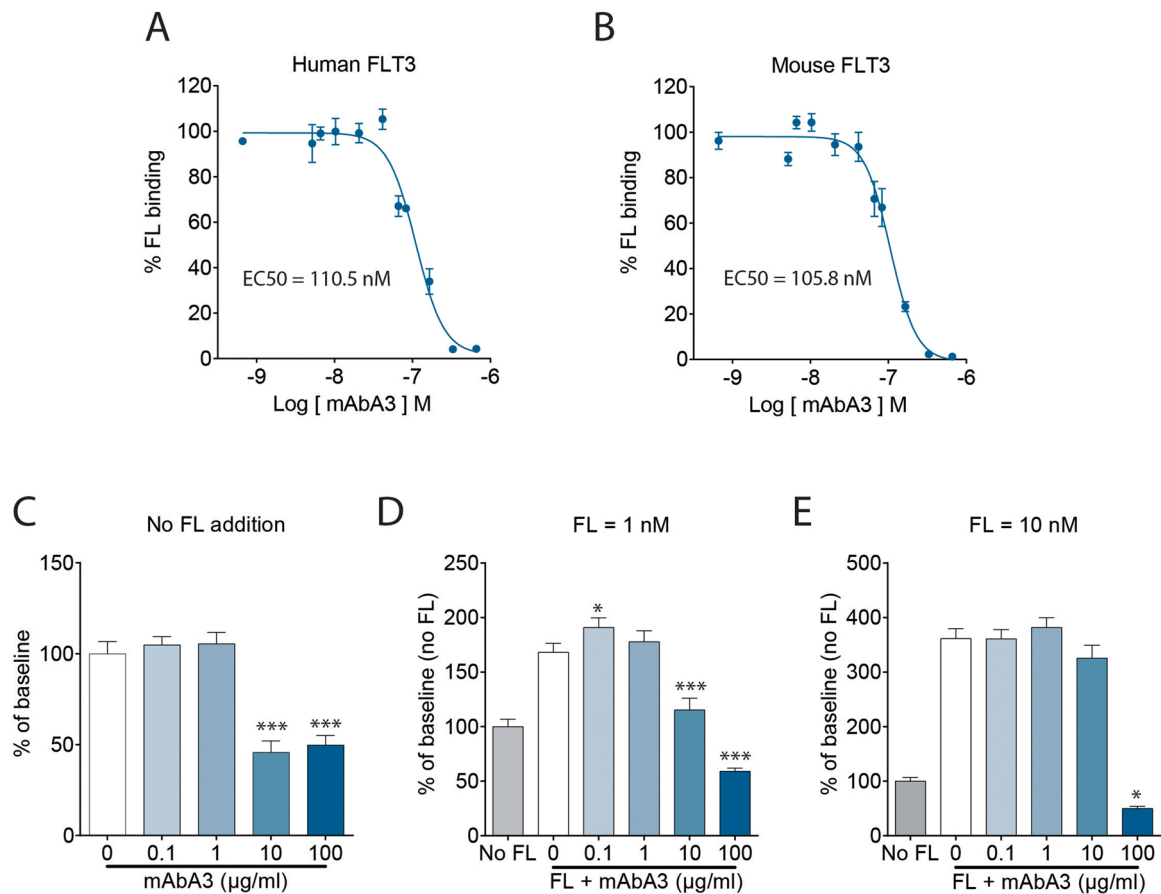 A
Human FLT3
120
100
80
60
40
20
0
% FL binding
EC50 = 110.5 nM
-9 -8 -7 -6
Log [ mAbA3 ] M
B
Mouse FLT3
120
100
80
60
40
20
0
% FL binding
EC50 = 105.8 nM
-9 -8 -7 -6
Log [ mAbA3 ] M
C
No FL addition
150
100
50
0
% of baseline
*** ***
0 0.1 1 10 100
mAbA3 (µg/ml)
D
FL = 1 nM
250
200
150
100
50
0
% of baseline (no FL)
*
***
***
No FL 0 0.1 1 10 100
FL + mAbA3 (µg/ml)
E
FL = 10 nM
500
400
300
200
100
0
% of baseline (no FL)
*
No FL 0 0.1 1 10 100
FL + mAbA3 (µg/ml)